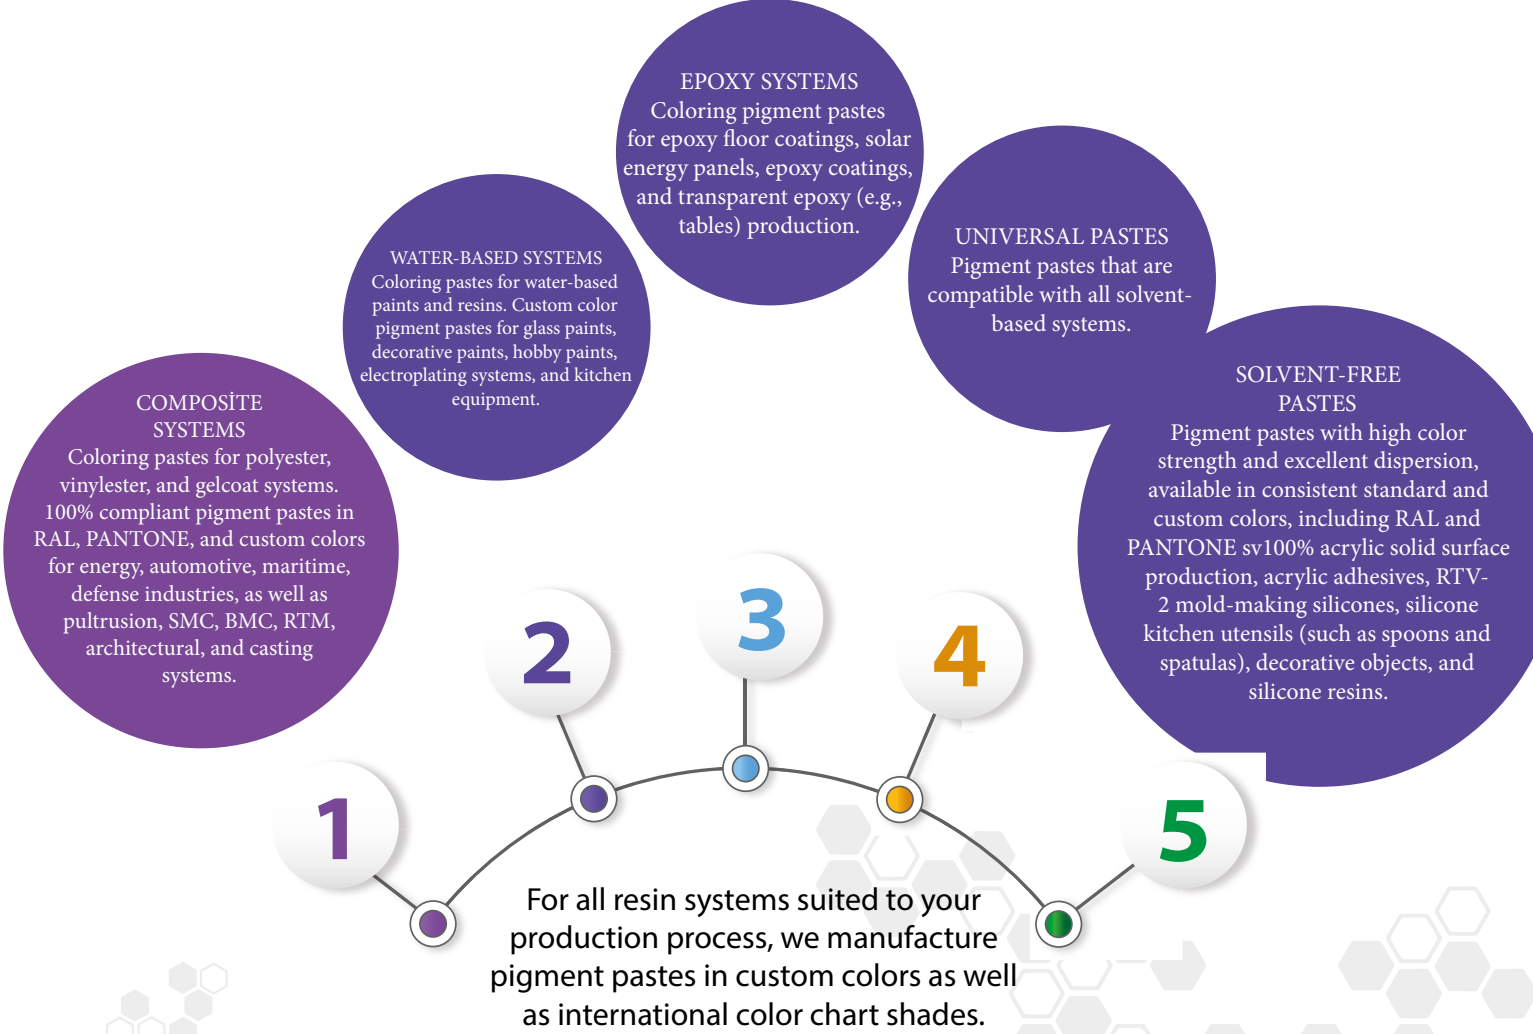 COMPOSİTE
SYSTEMS
Coloring pastes for polyester,
vinylester, and gelcoat systems.
100% compliant pigment pastes in
RAL, PANTONE, and custom colors
for energy, automotive, maritime,
defense industries, as well as
pultrusion, SMC, BMC, RTM,
architectural, and casting
systems.
WATER-BASED SYSTEMS
Coloring pastes for water-based
paints and resins. Custom color
pigment pastes for glass paints,
decorative paints, hobby paints,
electroplating systems, and kitchen
equipment.
EPOXY SYSTEMS
Coloring pigment pastes
for epoxy floor coatings, solar
energy panels, epoxy coatings,
and transparent epoxy (e.g.,
tables) production.
UNIVERSAL PASTES
Pigment pastes that are
compatible with all solvent-
based systems.
SOLVENT-FREE
PASTES
Pigment pastes with high color
strength and excellent dispersion,
available in consistent standard and
custom colors, including RAL and
PANTONE sv100% acrylic solid surface
production, acrylic adhesives, RTV-
2 mold-making silicones, silicone
kitchen utensils (such as spoons and
spatulas), decorative objects, and
silicone resins.
1
2
3
4
5
For all resin systems suited to your
production process, we manufacture
pigment pastes in custom colors as well
as international color chart shades.